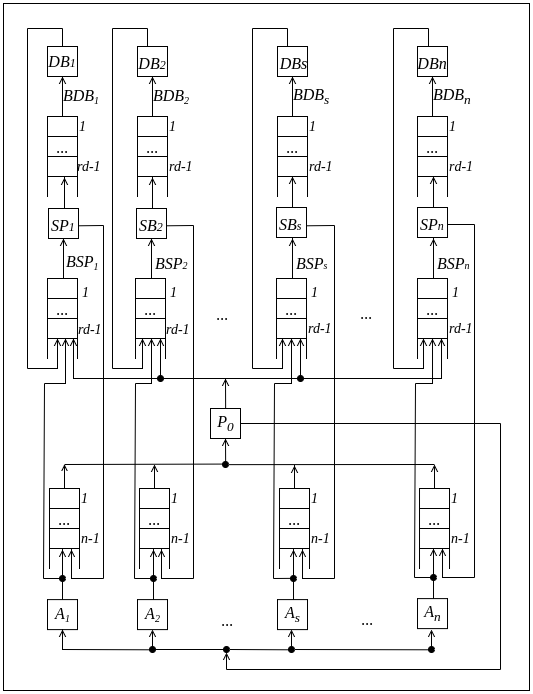 DB1 DB2 DBs DBn
BDB1 BDB2 BDBs BDBn
1 1 1 1
... ... ... ...
rd-1 rd-1 rd-1 rd-1
SP1 SB2 SBs SPn
BSP1 BSP2 BSPs BSPn
1 1 1 1
... ... ... ... ... ...
rd-1 rd-1 rd-1 rd-1
P0
1 1 1 1
... ... ... ...
n-1 n-1 n-1 n-1
A1 A2 ... As ... An